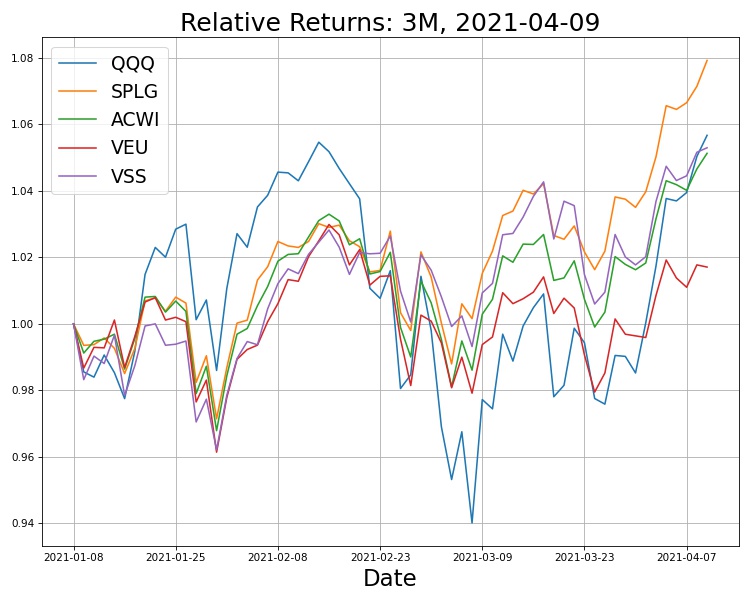 Relative Returns: 3M, 2021-04-09
QQQ
SPLG
ACWI
VEU
VSS
1.08
1.06
1.04
1.02
1.00
0.98
0.96
0.94
2021-01-08 2021-01-25 2021-02-08 2021-02-23 2021-03-09 2021-03-23 2021-04-07
Date